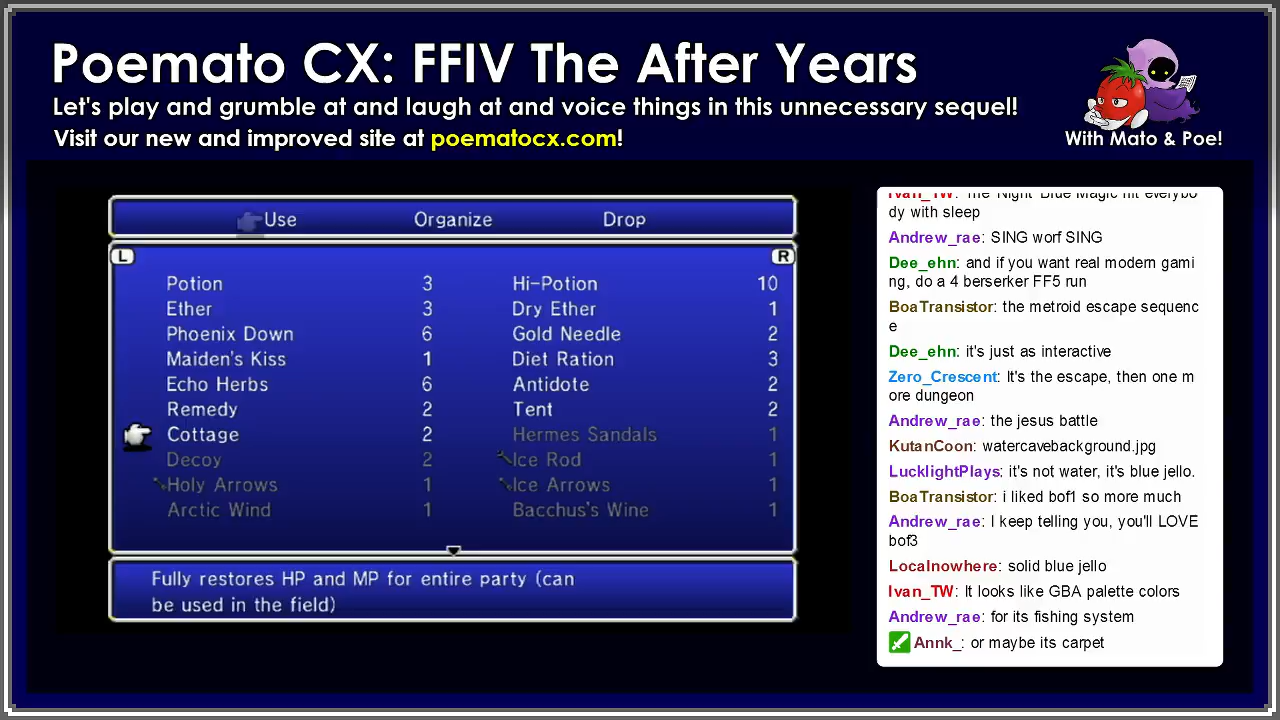 Poemato CX: FFIV The After Years
Let's play and grumble at and laugh at and voice things in this unnecessary sequel!
Visit our new and improved site at poematocx.com!
With Mato & Poe!
Use Organize Drop
L R
Potion 3 Hi-Potion 10
Ether 3 Dry Ether 1
Phoenix Down 6 Gold Needle 2
Maiden's Kiss 1 Diet Ration 3
Echo Herbs 6 Antidote 2
Remedy 2 Tent 2
Cottage 2 Hermes Sandals 1
Decoy 2 Ice Rod 1
Holy Arrows 1 Ice Arrows 1
Arctic Wind 1 Bacchus's Wine 1
Fully restores HP and MP for entire party (can
be used in the field)
Ivan_TW: The 'Night' Blue Magic hit everybo
dy with sleep
Andrew_rae: SING worf SING
Dee_ehn: and if you want real modern gami
ng, do a 4 berserker FF5 run
BoaTransistor: the metroid escape sequenc
e
Dee_ehn: it's just as interactive
Zero_Crescent: It's the escape, then one m
ore dungeon
Andrew_rae: the jesus battle
KutanCoon: watercavebackground.jpg
LucklightPlays: it's not water, it's blue jello.
BoaTransistor: i liked bof1 so more much
Andrew_rae: I keep telling you, you'll LOVE
bof3
Localnowhere: solid blue jello
Ivan_TW: It looks like GBA palette colors
Andrew_rae: for its fishing system
Annk_: or maybe its carpet